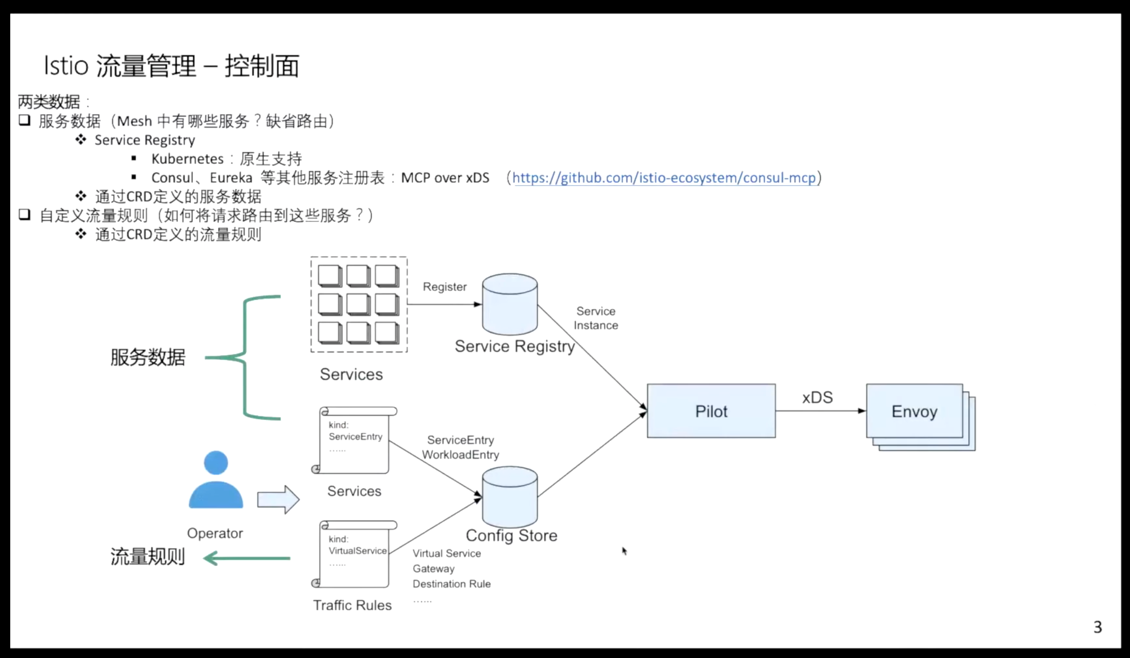 Istio 流量管理 – 控制面
两类数据：
服务数据（Mesh 中有哪些服务？缺省路由）
Service Registry
Kubernetes：原生支持
Consul、Eureka 等其他服务注册表：MCP over xDS （https://github.com/istio-ecosystem/consul-mcp）
通过CRD定义的服务数据
自定义流量规则（如何将请求路由到这些服务？）
通过CRD定义的流量规则
Register
Service
Instance
Service Registry
服务数据
Services
Pilot
xDS
Envoy
kind:
ServiceEntry
......
ServiceEntry
WorkloadEntry
Services
Operator
Config Store
流量规则
kind:
VirtualService
......
Virtual Service
Gateway
Destination Rule
......
Traffic Rules
3